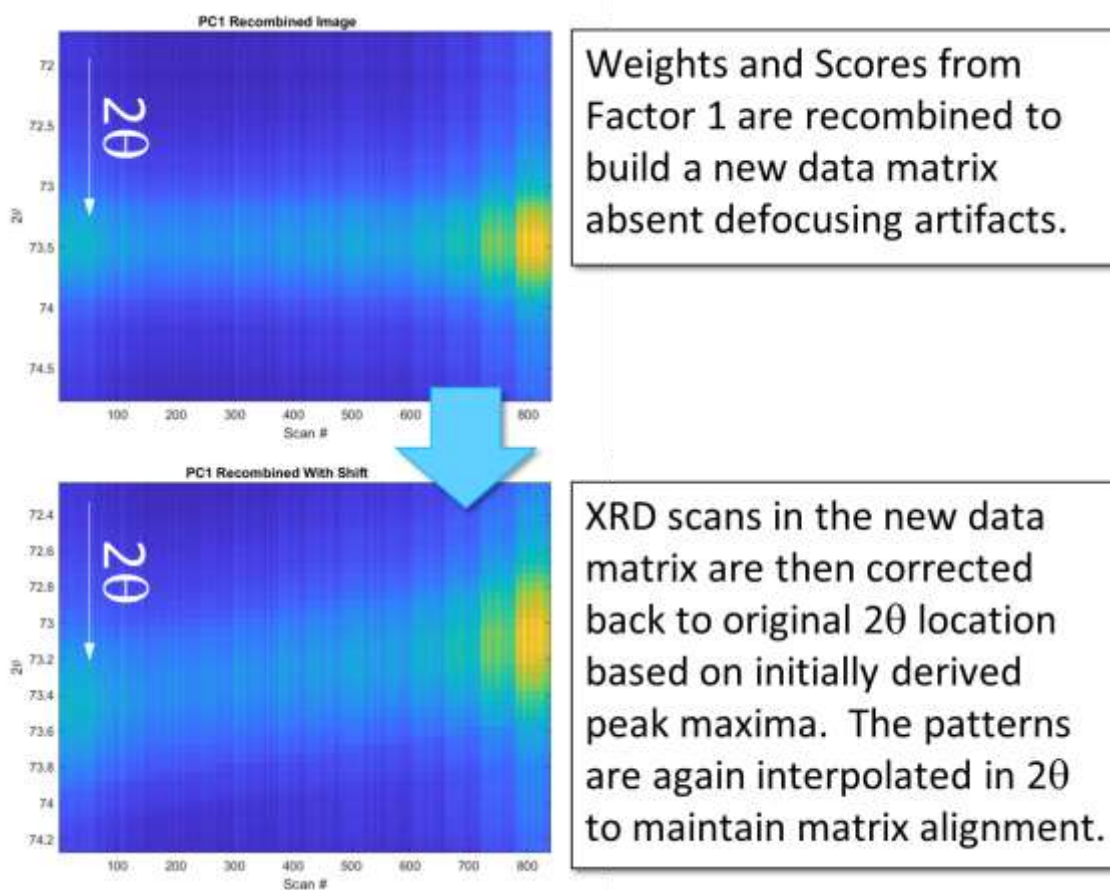 PC1 Recombined Image
72
72.5
73
73.5
74
74.5
2θ
2θ
100
200
300
400
500
600
800
Scan #
Weights and Scores from
Factor 1 are recombined to
build a new data matrix
absent defocusing artifacts.
PC1 Recombined With Shift
72.4
72.6
72.8
73
73.2
73.4
73.6
73.8
74
74.2
2θ
2θ
100
200
300
400
500
600
700
800
Scan #
XRD scans in the new data
matrix are then corrected
back to original 2θ location
based on initially derived
peak maxima.  The patterns
are again interpolated in 2θ
to maintain matrix alignment.